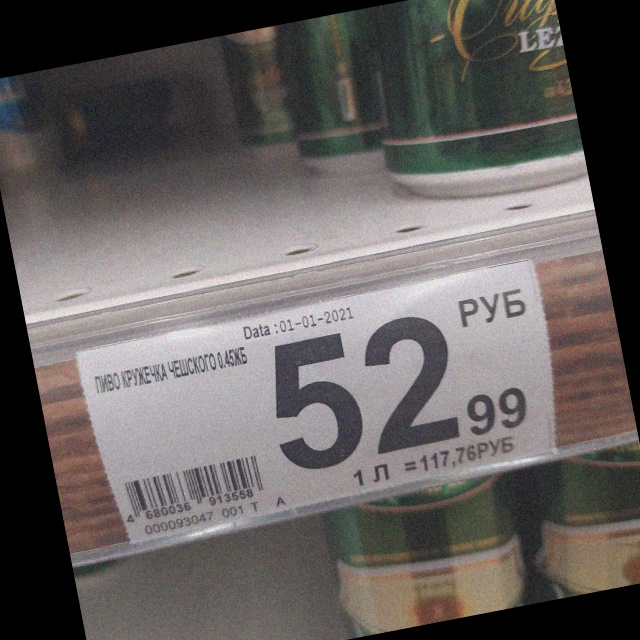 LEZ
Data :01-01-2021
РУБ
ПИВО КРУЖЕЧКА ЧЕШСКОГО 0.45ЖБ
52 99
1 Л =117,76РУБ
4 680036 913558
000093047 001 Т А